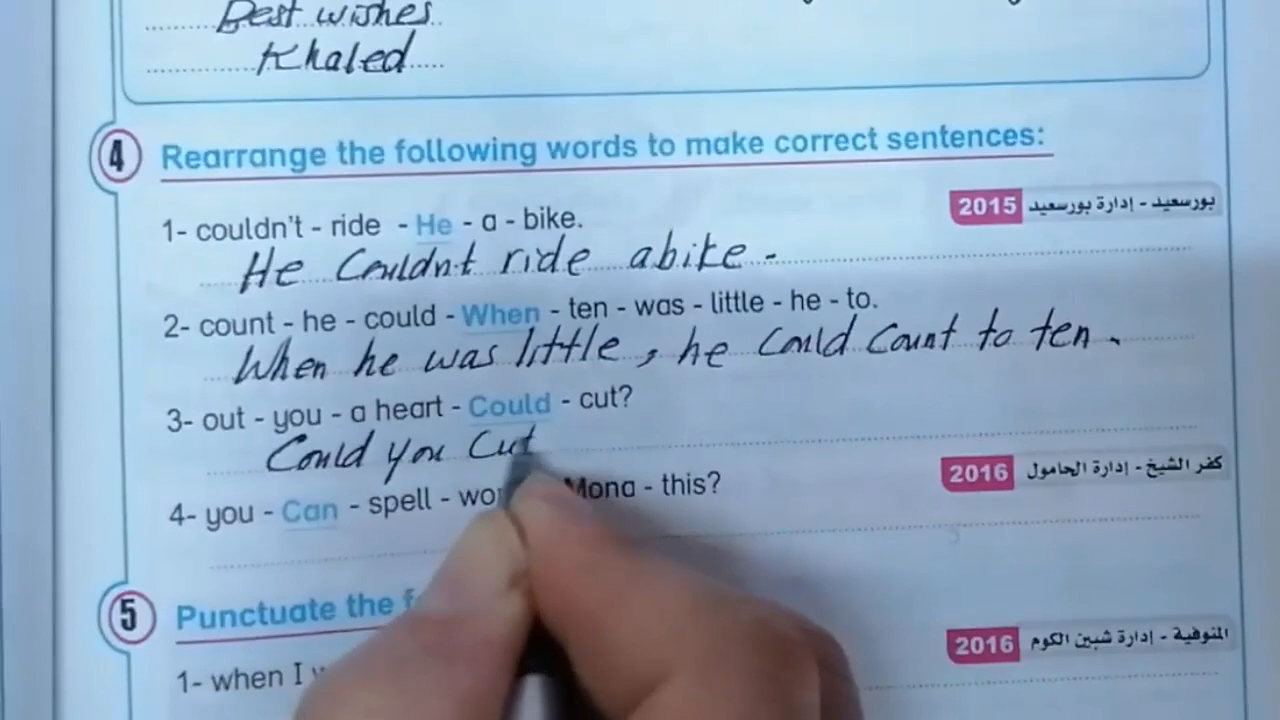 Best wishes
Khaled
4 Rearrange the following words to make correct sentences:
1- couldn't - ride - He - a - bike.
2015 بورسعيد - إدارة بورسعيد
He Couldn't ride a bike.
2- count - he - could - When - ten - was - little - he - to.
When he was little, he could count to ten.
3- out - you - a heart - Could - cut?
Could you Cut
2016 كفر الشيخ - إدارة الحامول
4- you - Can - spell - Mona - this?
5 Punctuate the
2016 المنوفية - إدارة شبين الكوم
1- when I